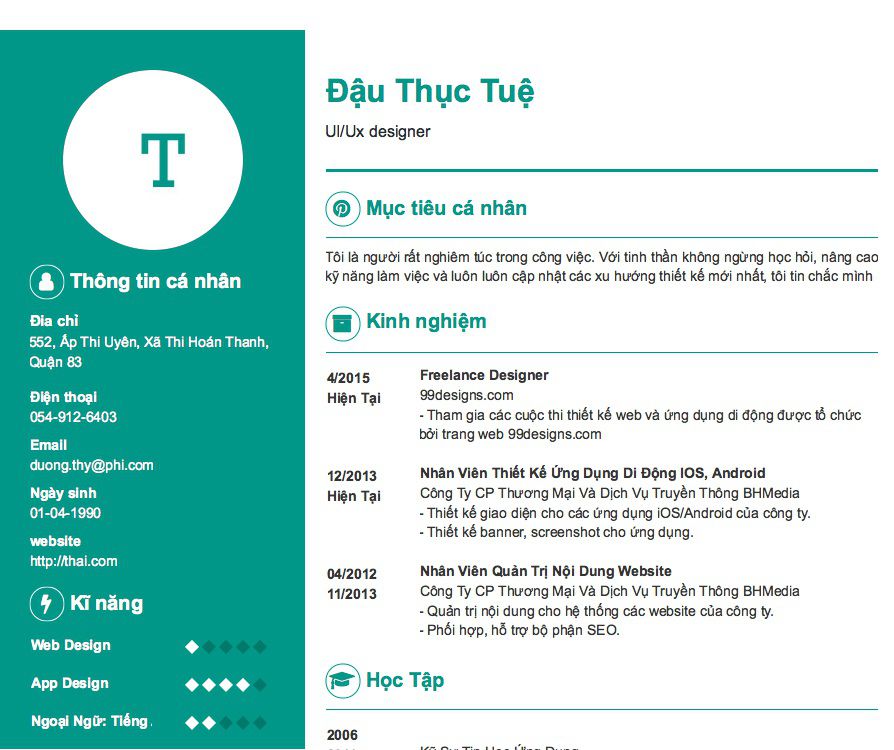 T
Thông tin cá nhân
Địa chỉ
552, Ấp Thi Uyên, Xã Thi Hoán Thanh,
Quận 83
Điện thoại
054-912-6403
Email
duong.thy@phi.com
Ngày sinh
01-04-1990
website
http://thai.com
Kĩ năng
Web Design
App Design
Ngoại Ngữ: Tiếng
Đậu Thục Tuệ
UI/Ux designer
Mục tiêu cá nhân
Tôi là người rất nghiêm túc trong công việc. Với tinh thần không ngừng học hỏi, nâng cao
kỹ năng làm việc và luôn luôn cập nhật các xu hướng thiết kế mới nhất, tôi tin chắc mình
Kinh nghiệm
4/2015
Hiện Tại
Freelance Designer
99designs.com
- Tham gia các cuộc thi thiết kế web và ứng dụng di động được tổ chức
bởi trang web 99designs.com
12/2013
Hiện Tại
Nhân Viên Thiết Kế Ứng Dụng Di Động IOS, Android
Công Ty CP Thương Mại Và Dịch Vụ Truyền Thông BHMedia
- Thiết kế giao diện cho các ứng dụng iOS/Android của công ty.
- Thiết kế banner, screenshot cho ứng dụng.
04/2012
11/2013
Nhân Viên Quản Trị Nội Dung Website
Công Ty CP Thương Mại Và Dịch Vụ Truyền Thông BHMedia
- Quản trị nội dung cho hệ thống các website của công ty.
- Phối hợp, hỗ trợ bộ phận SEO.
Học Tập
2006
Kỹ Sư Tin Học Ứng Dụng